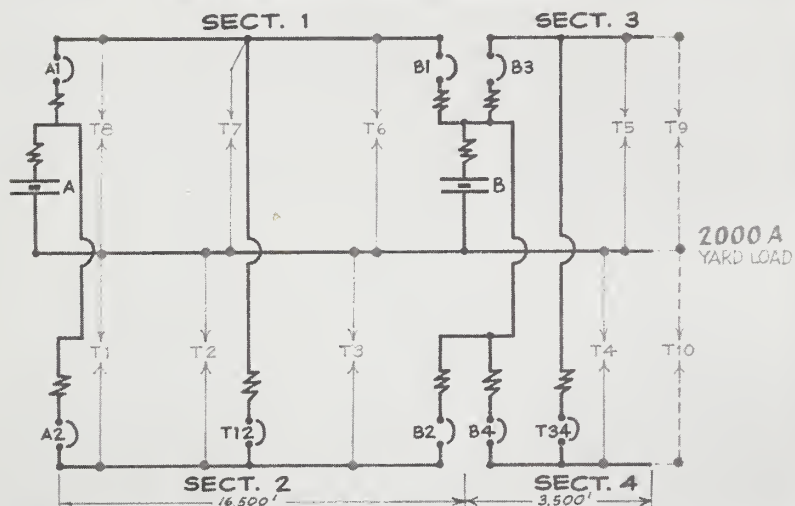 SECT. 1
SECT. 3
A1
B1
B3
T8
T7
T6
T5
T9
A
B
2000 A
YARD LOAD
T1
T2
T3
T4
T10
A2
T12
B2
B4
T34
SECT. 2
SECT. 4
16,500'
3,500'